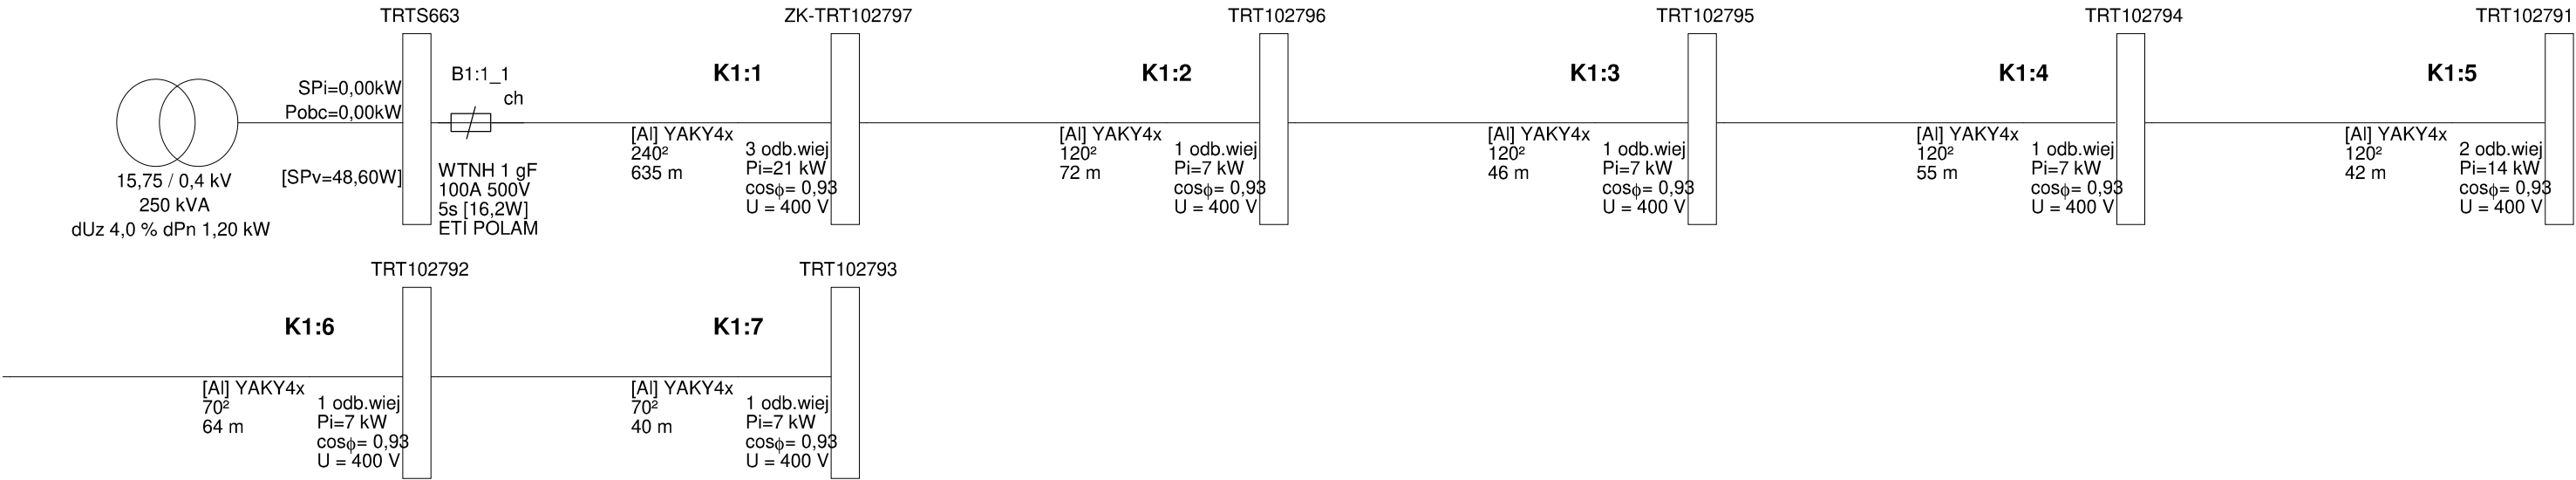 TRTS663
ZK-TRT102797
TRT102796
TRT102795
TRT102794
TRT102791
SPi=0,00kW
Pobc=0,00kW
[SPv=48,60W]
15,75 / 0,4 kV
250 kVA
dUz 4,0 % dPn 1,20 kW
B1:1_1
ch
WTNH 1 gF
100A 500V
5s [16,2W]
ETI POLAM
K1:1
[Al] YAKY4x
240²
635 m
3 odb.wiej
Pi=21 kW
cosϕ= 0,93
U = 400 V
K1:2
[Al] YAKY4x
120²
72 m
1 odb.wiej
Pi=7 kW
cosϕ= 0,93
U = 400 V
K1:3
[Al] YAKY4x
120²
46 m
1 odb.wiej
Pi=7 kW
cosϕ= 0,93
U = 400 V
K1:4
[Al] YAKY4x
120²
55 m
1 odb.wiej
Pi=7 kW
cosϕ= 0,93
U = 400 V
K1:5
[Al] YAKY4x
120²
42 m
2 odb.wiej
Pi=14 kW
cosϕ= 0,93
U = 400 V
TRT102792
TRT102793
K1:6
[Al] YAKY4x
70²
64 m
1 odb.wiej
Pi=7 kW
cosϕ= 0,93
U = 400 V
K1:7
[Al] YAKY4x
70²
40 m
1 odb.wiej
Pi=7 kW
cosϕ= 0,93
U = 400 V